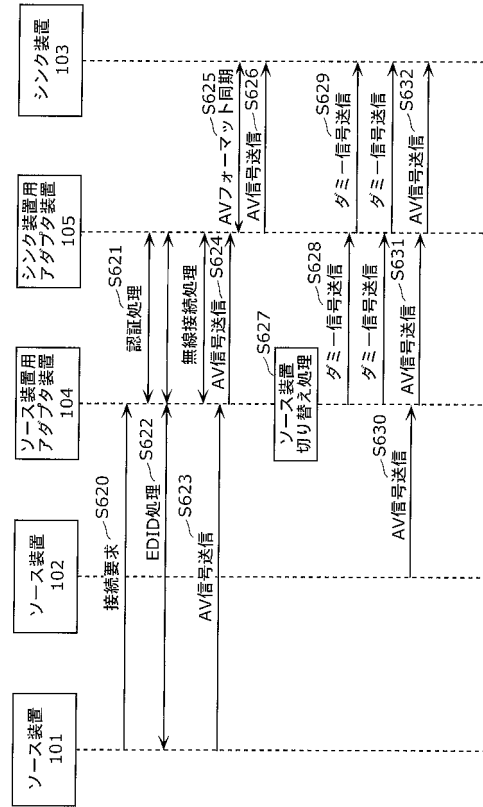 ソース装置
101
ソース装置
102
ソース装置用
アダプタ装置
104
シンク装置用
アダプタ装置
105
シンク装置
103
接続要求
S620
認証処理
S621
EDID処理
S622
無線接続処理
AV信号送信
S623
AV信号送信
S624
AVフォーマット同期
S625
AV信号送信
S626
ソース装置
切り替え処理
S627
ダミー信号送信
S628
ダミー信号送信
S629
ダミー信号送信
ダミー信号送信
AV信号送信
S630
AV信号送信
S631
AV信号送信
S632